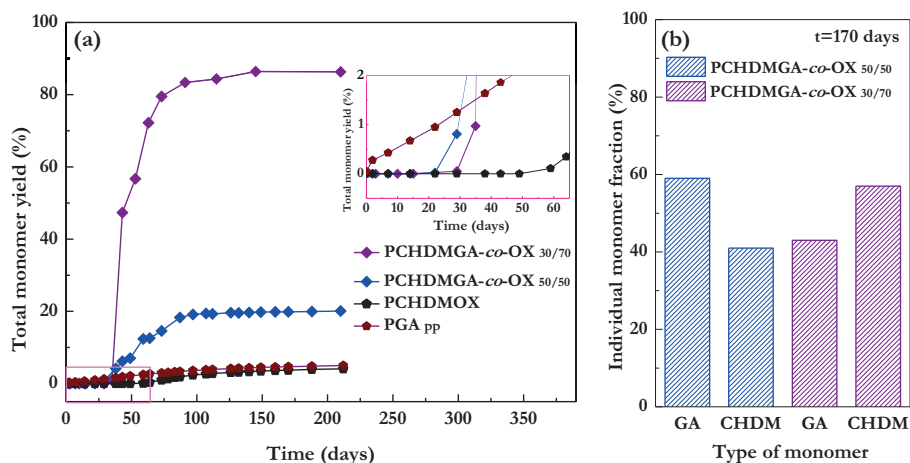 (a)
Total monomer yield (%)
100
80
60
40
20
0
0 50 100 150 200 250 300 350
Time (days)
Total monomer yield (%)
2
1
0
0 10 20 30 40 50 60
Time (days)
PCHDMGA-co-OX 30/70
PCHDMGA-co-OX 50/50
PCHDMOX
PGA PP
(b)
t=170 days
PCHDMGA-co-OX 50/50
PCHDMGA-co-OX 30/70
Individual monomer fraction (%)
100
80
60
40
20
0
GA CHDM GA CHDM
Type of monomer